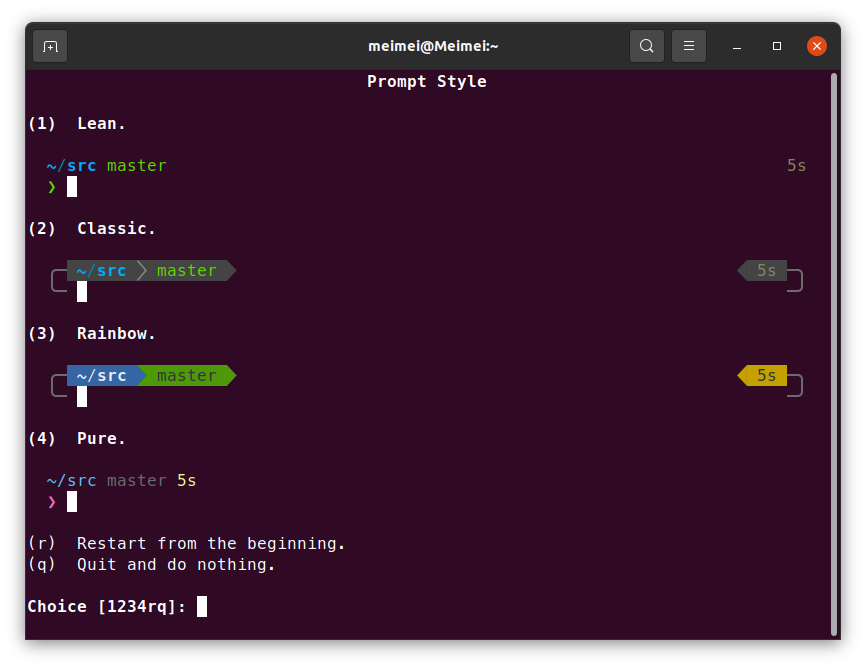 meimei@Meimei:~
Prompt Style
(1) Lean.
~/src master 5s
❯
(2) Classic.
~/src master 5s
(3) Rainbow.
~/src master 5s
(4) Pure.
~/src master 5s
❯
(r) Restart from the beginning.
(q) Quit and do nothing.
Choice [1234rq]: